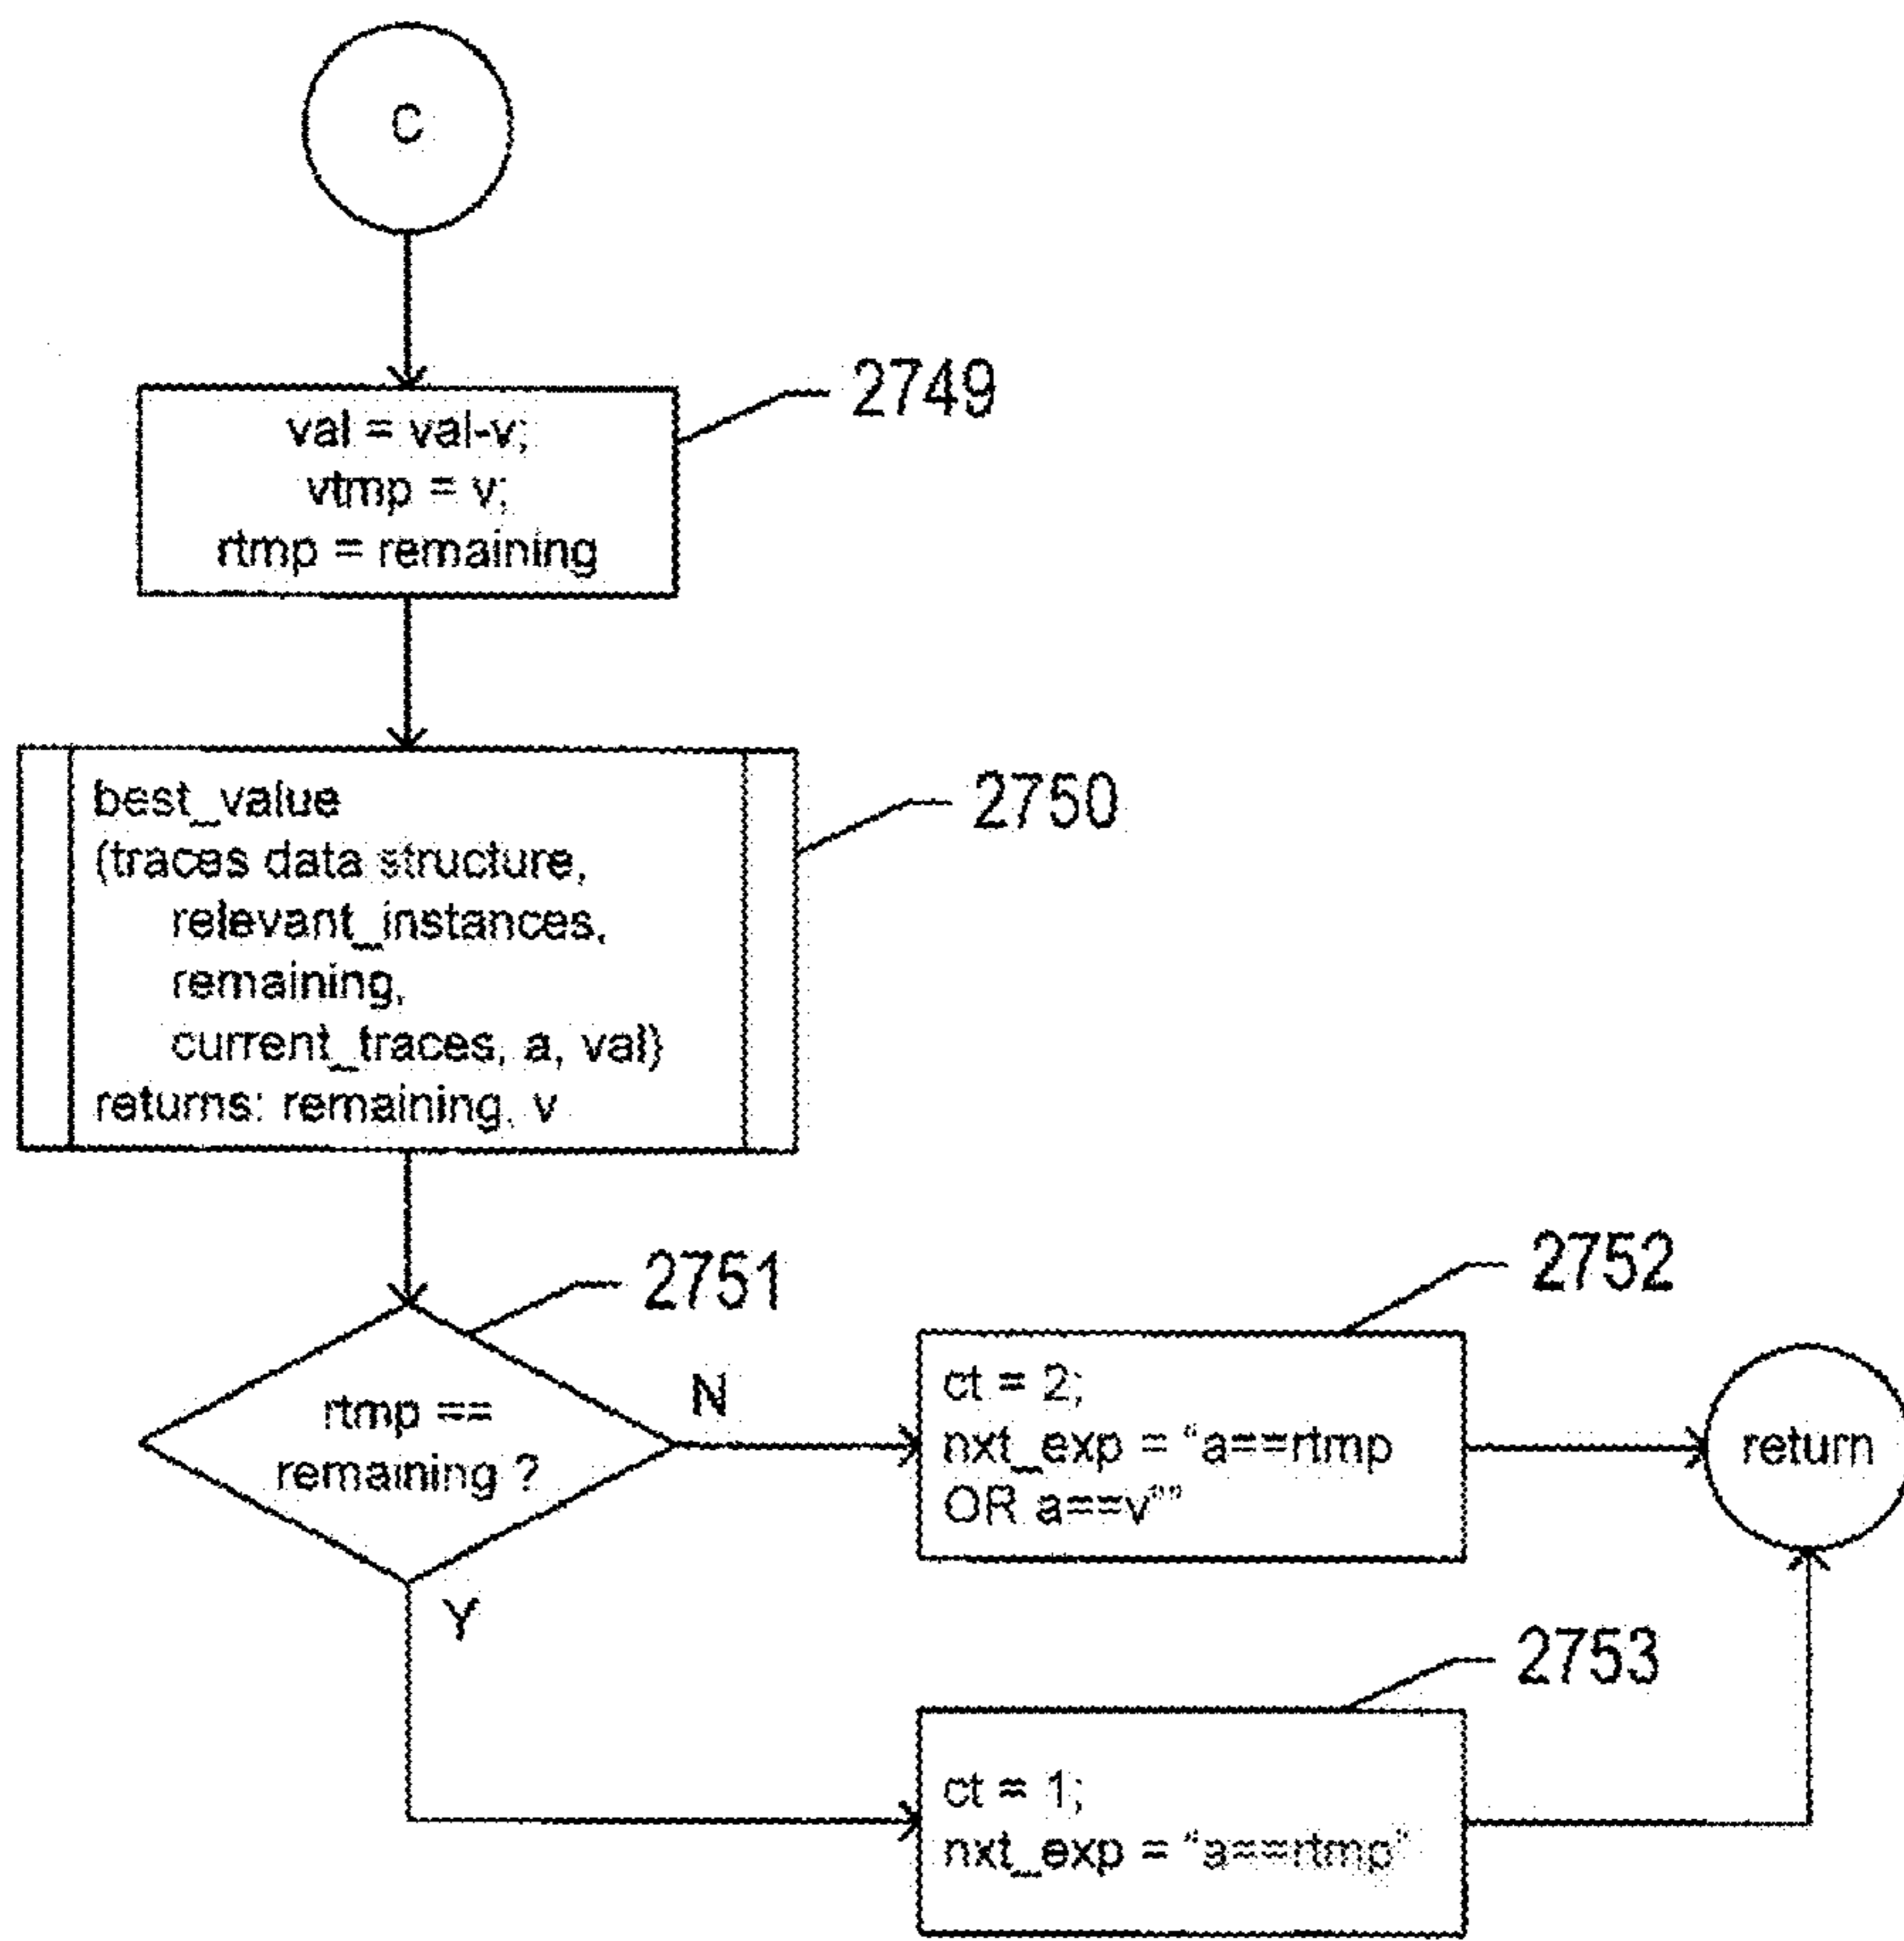 C
val = val-v;
vtmp = v;
rtmp = remaining
2749
best_value
(traces data structure,
relevant_instances,
remaining,
current_traces, a, val)
returns: remaining, v
2750
2751
rtmp ==
remaining ?
N
Y
2752
ct = 2;
nxt_exp = “a==rtmp
OR a==v””
return
2753
ct = 1;
nxt_exp = “a==rtmp”